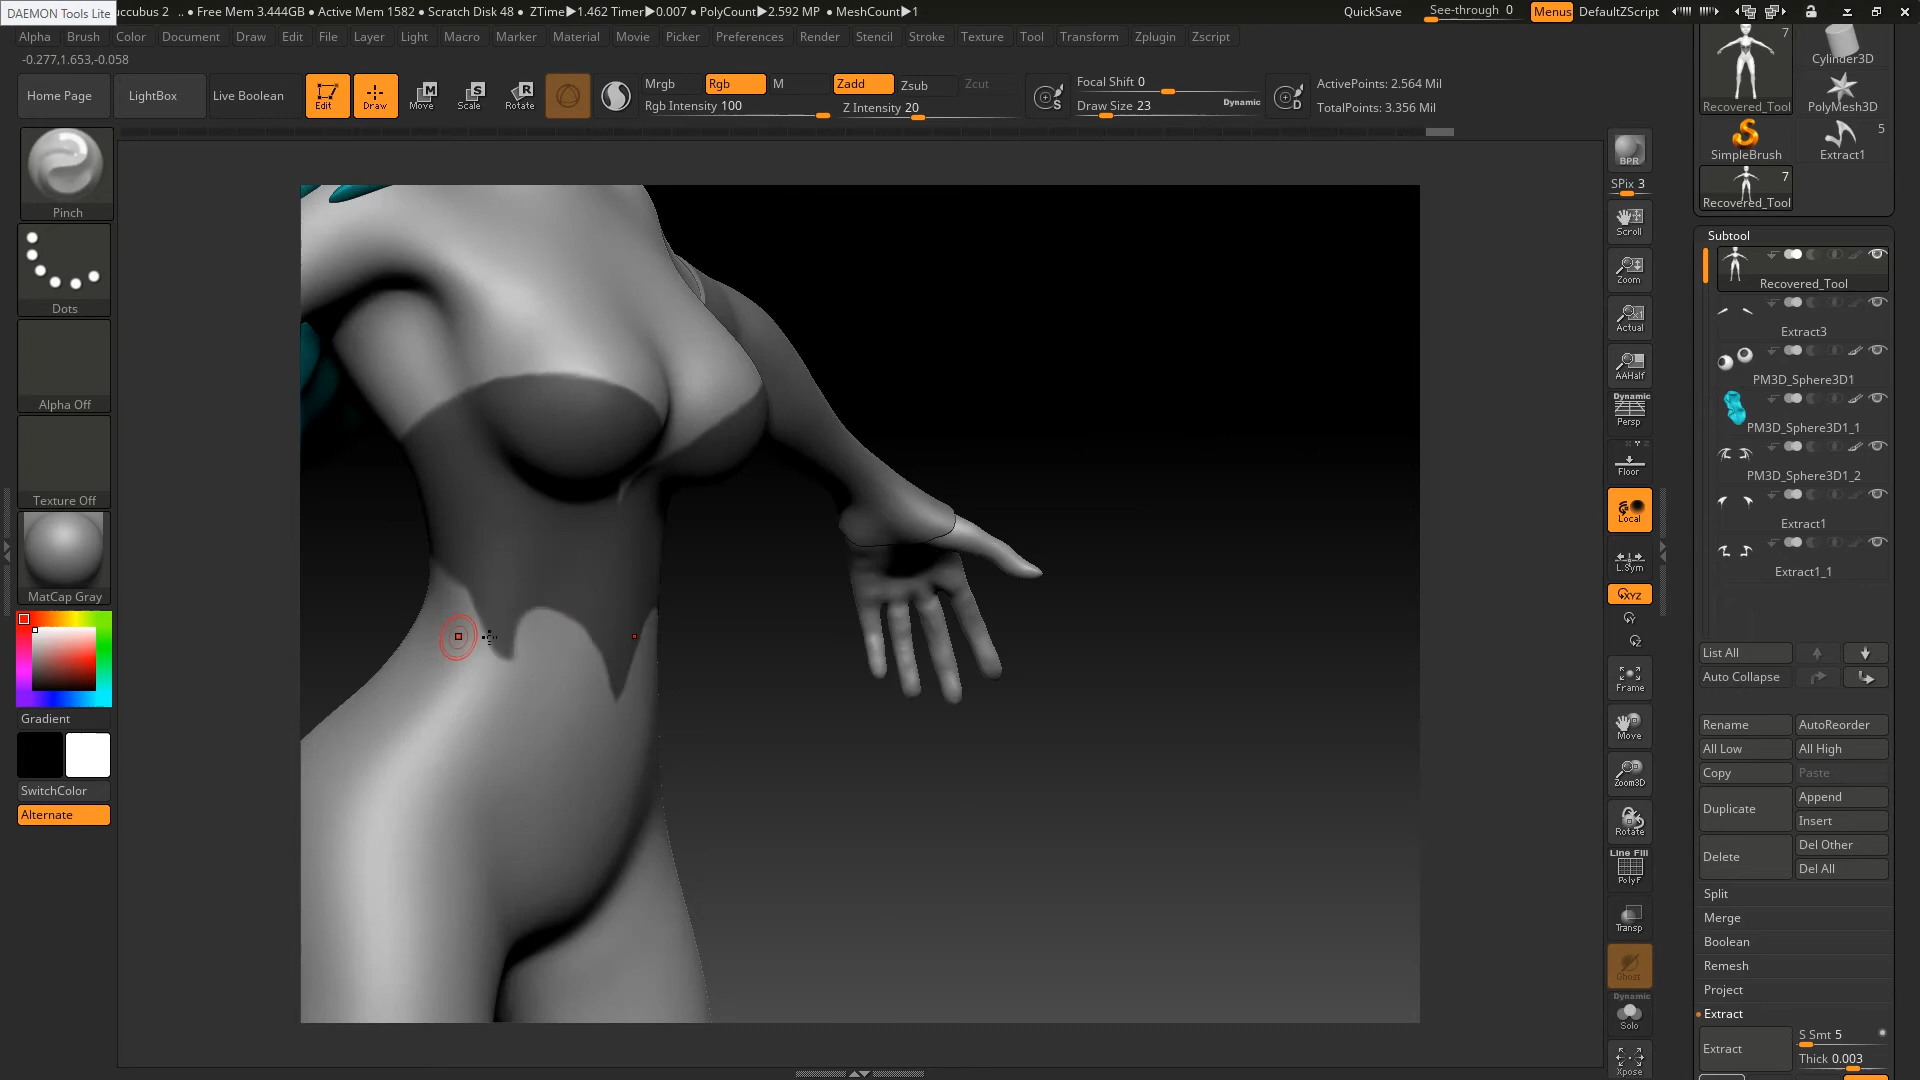 DAEMON Tools Lite
uccubus 2 .. ● Free Mem 3.444GB ● Active Mem 1582 ● Scratch Disk 48 ● ZTime▶1.462 Timer▶0.007 ● PolyCount▶2.592 MP ● MeshCount▶1
QuickSave See-through 0 Menus DefaultZScript
Alpha Brush Color Document Draw Edit File Layer Light Macro Marker Material Movie Picker Preferences Render Stencil Stroke Texture Tool Transform Zplugin Zscript
-0.277,1.653,-0.058
Home Page LightBox Live Boolean Edit Draw Move Scale Rotate
M S R
Mrgb Rgb M Zadd Zsub Zcut
Rgb Intensity 100 Z Intensity 20
S Focal Shift 0
Draw Size 23 Dynamic D
ActivePoints: 2.564 Mil
TotalPoints: 3.356 Mil
Pinch
Dots
Alpha Off
Texture Off
MatCap Gray
Gradient
SwitchColor
Alternate
BPR
SPix 3
Scroll
Zoom
Actual
AAHalf
Dynamic
Persp
Floor
Local
L.Sym
XYZ
Frame
Move
Zoom3D
Rotate
Line Fill
PolyF
Transp
Ghost
Dynamic
Solo
Xpose
7
Recovered_Tool
Cylinder3D
PolyMesh3D
SimpleBrush
5
Extract1
7
Recovered_Tool
Subtool
Recovered_Tool
Extract3
PM3D_Sphere3D1
PM3D_Sphere3D1_1
PM3D_Sphere3D1_2
Extract1
Extract1_1
List All
Auto Collapse
Rename AutoReorder
All Low All High
Copy Paste
Duplicate Append
Insert
Delete Del Other
Del All
Split
Merge
Boolean
Remesh
Project
Extract
Extract S Smt 5
Thick 0.003